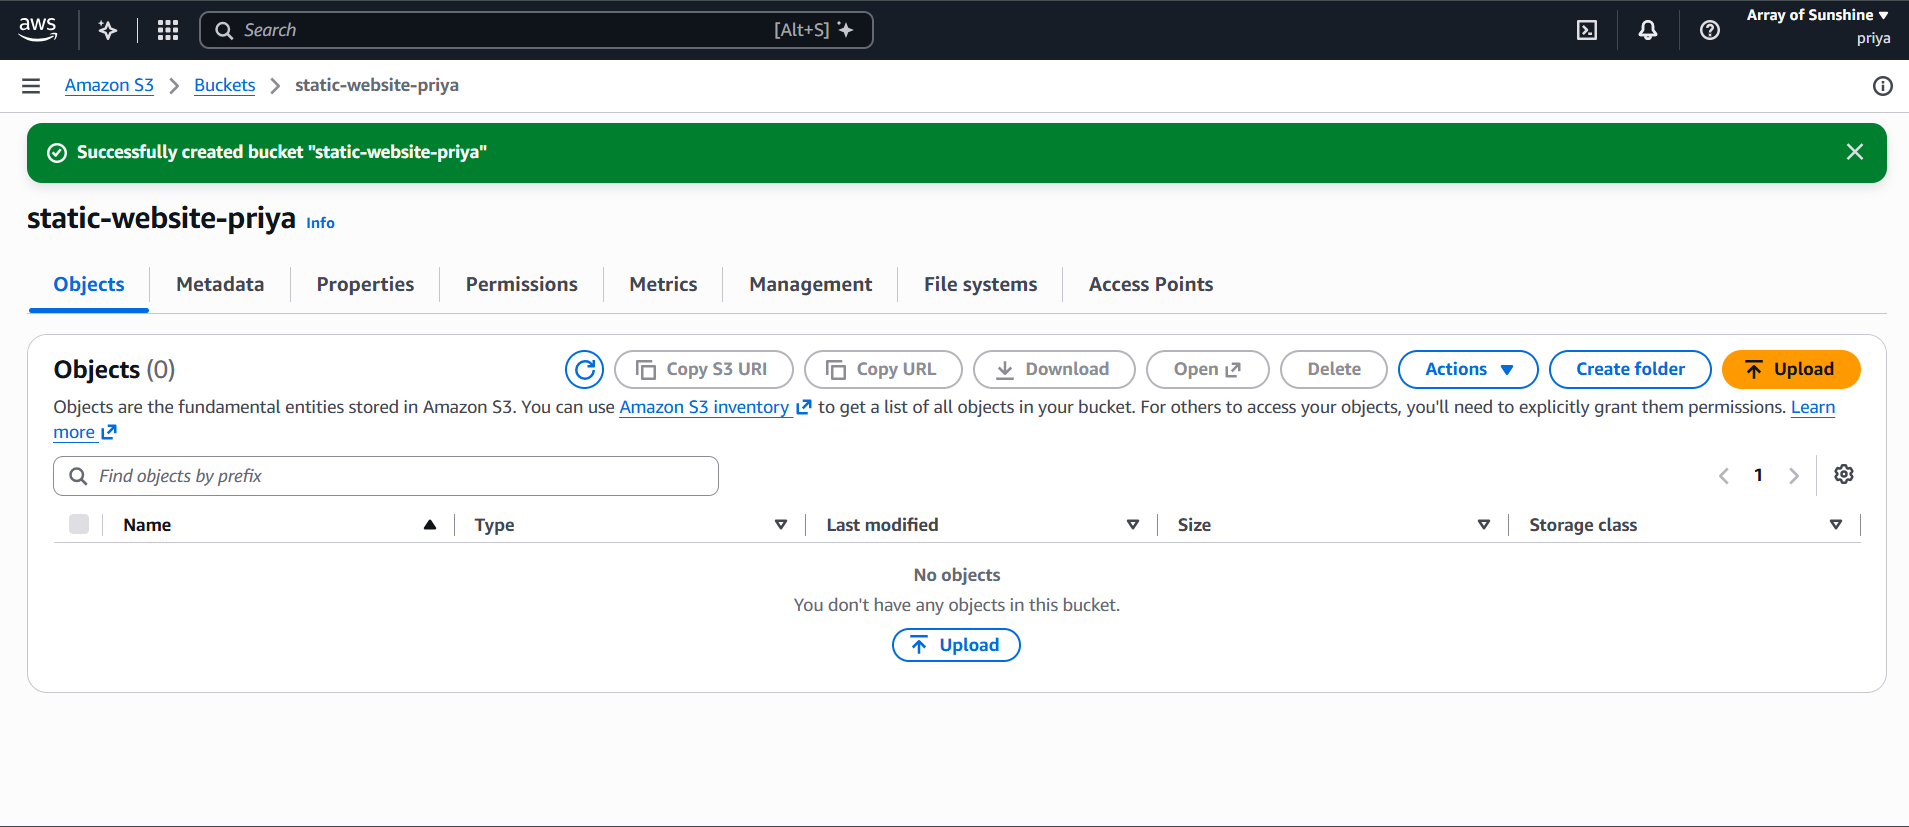 aws
Search [Alt+S]
Array of Sunshine
priya
Amazon S3 Buckets static-website-priya
Successfully created bucket "static-website-priya"
static-website-priya Info
Objects Metadata Properties Permissions Metrics Management File systems Access Points
Objects (0) Copy S3 URI Copy URL Download Open Delete Actions Create folder Upload
Objects are the fundamental entities stored in Amazon S3. You can use Amazon S3 inventory to get a list of all objects in your bucket. For others to access your objects, you'll need to explicitly grant them permissions. Learn
more
Find objects by prefix 1
Name Type Last modified Size Storage class
No objects
You don't have any objects in this bucket.
Upload